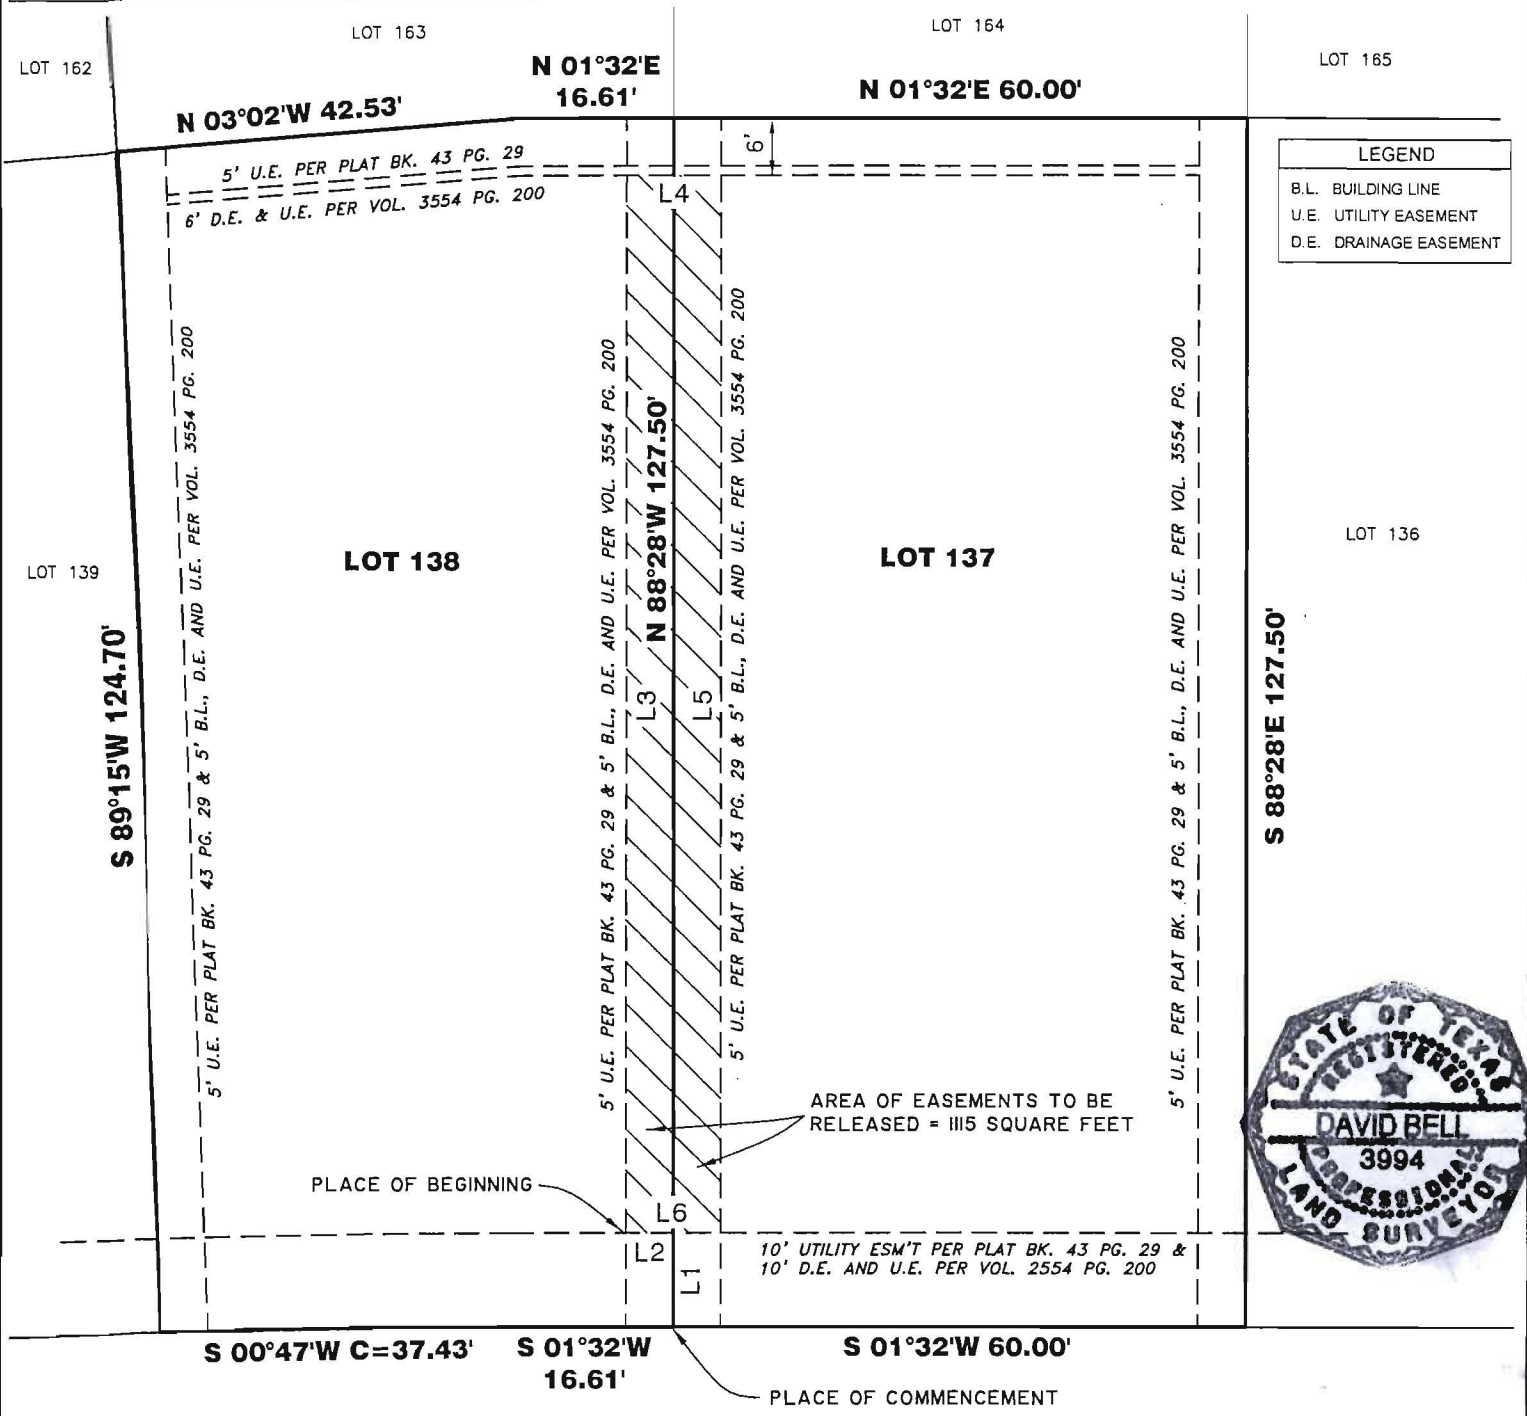 LOT 163
LOT 164
LOT 162
LOT 165
N 01°32'E
16.61'
N 01°32'E 60.00'
N 03°02'W 42.53'
6'
5' U.E. PER PLAT BK. 43 PG. 29
6' D.E. & U.E. PER VOL. 3554 PG. 200
L4
LEGEND
B.L. BUILDING LINE
U.E. UTILITY EASEMENT
D.E. DRAINAGE EASEMENT
5' U.E. PER PLAT BK. 43 PG. 29 & 5' B.L., D.E. AND U.E. PER VOL. 3554 PG. 200
5' U.E. PER PLAT BK. 43 PG. 29 & 5' B.L., D.E. AND U.E. PER VOL. 3554 PG. 200
N 88°28'W 127.50'
5' U.E. PER PLAT BK. 43 PG. 29 & 5' B.L., D.E. AND U.E. PER VOL. 3554 PG. 200
5' U.E. PER PLAT BK. 43 PG. 29 & 5' B.L., D.E. AND U.E. PER VOL. 3554 PG. 200
LOT 139
LOT 138
LOT 137
LOT 136
S 89°15'W 124.70'
L3
L5
S 88°28'E 127.50'
AREA OF EASEMENTS TO BE
RELEASED = 1115 SQUARE FEET
STATE OF TEXAS
REGISTERED
DAVID BELL
3994
PROFESSIONAL
LAND SURVEYOR
PLACE OF BEGINNING
L6
L2
L1
10' UTILITY ESM'T PER PLAT BK. 43 PG. 29 &
10' D.E. AND U.E. PER VOL. 2554 PG. 200
S 00°47'W C=37.43'
S 01°32'W
16.61'
S 01°32'W 60.00'
PLACE OF COMMENCEMENT